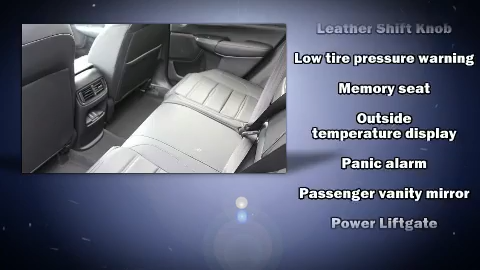 Leather Shift Knob
Low tire pressure warning
Memory seat
Outside
temperature display
Panic alarm
Passenger vanity mirror
Power Liftgate